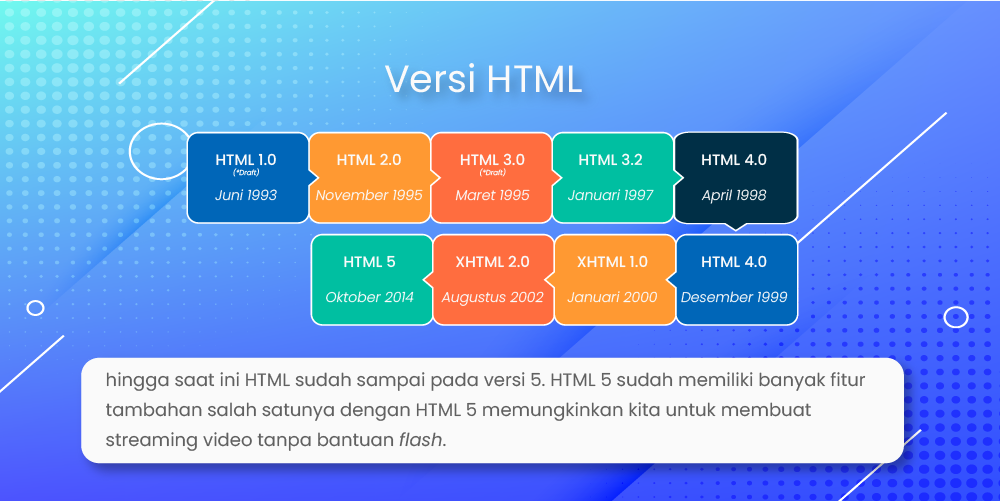 Versi HTML
HTML 1.0
(*Draft)
Juni 1993
HTML 2.0
November 1995
HTML 3.0
(*Draft)
Maret 1995
HTML 3.2
Januari 1997
HTML 4.0
April 1998
HTML 4.0
Desember 1999
XHTML 1.0
Januari 2000
XHTML 2.0
Augustus 2002
HTML 5
Oktober 2014
hingga saat ini HTML sudah sampai pada versi 5. HTML 5 sudah memiliki banyak fitur
tambahan salah satunya dengan HTML 5 memungkinkan kita untuk membuat
streaming video tanpa bantuan flash.